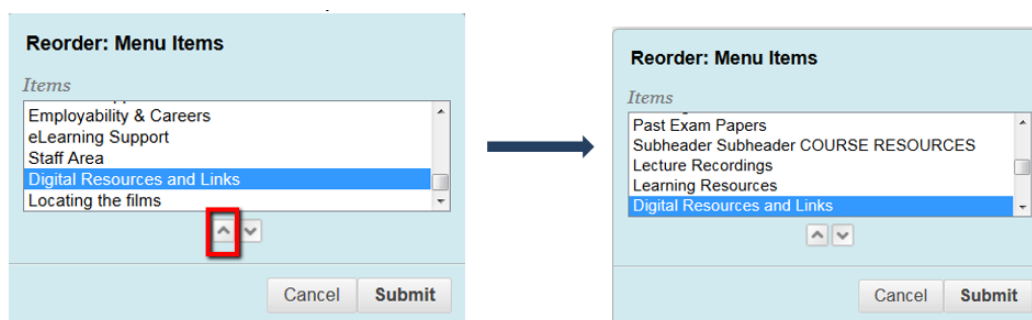 Reorder: Menu Items
Items
Employability & Careers
eLearning Support
Staff Area
Digital Resources and Links
Locating the films
Cancel
Submit
Reorder: Menu Items
Items
Past Exam Papers
Subheader Subheader COURSE RESOURCES
Lecture Recordings
Learning Resources
Digital Resources and Links
Cancel
Submit